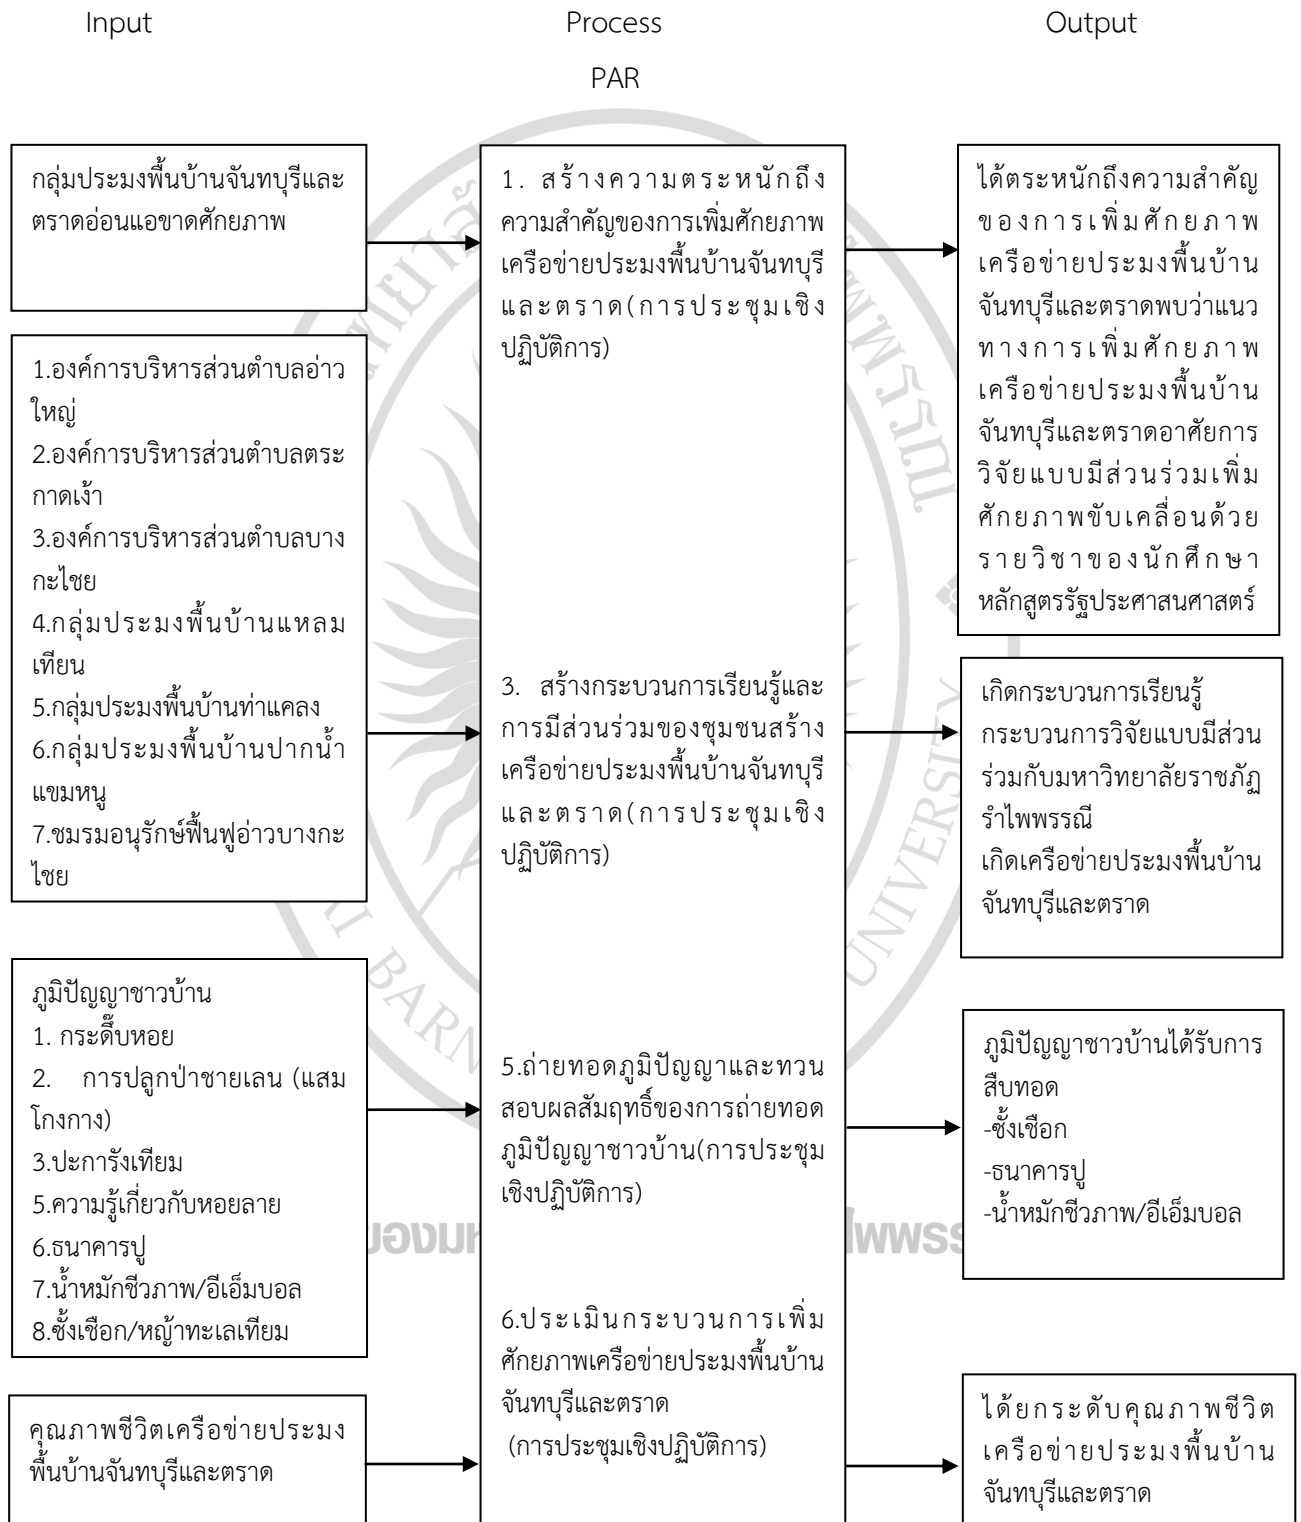 Input
Process
Output
PAR
กลุ่มประมงพื้นบ้านจันทบุรีและ
ตราดอ่อนแอขาดศักยภาพ
1. สร้างความตระหนักถึง
ความสำคัญของการเพิ่มศักยภาพ
เครือข่ายประมงพื้นบ้านจันทบุรี
และตราด(การประชุมเชิง
ปฏิบัติการ)
ได้ตระหนักถึงความสำคัญ
ของการเพิ่มศักยภาพ
เครือข่ายประมงพื้นบ้าน
จันทบุรีและตราดพบว่าแนว
ทางการเพิ่มศักยภาพ
เครือข่ายประมงพื้นบ้าน
จันทบุรีและตราดอาศัยการ
วิจัยแบบมีส่วนร่วมเพิ่ม
ศักยภาพขับเคลื่อนด้วย
รายวิชาของนักศึกษา
หลักสูตรรัฐประศาสนศาสตร์
1.องค์การบริหารส่วนตำบลอ่าว
ใหญ่
2.องค์การบริหารส่วนตำบลตระ
กาดเง้า
3.องค์การบริหารส่วนตำบลบาง
กะไชย
4.กลุ่มประมงพื้นบ้านแหลม
เทียน
5.กลุ่มประมงพื้นบ้านท่าแคลง
6.กลุ่มประมงพื้นบ้านปากน้ำ
แขมหนู
7.ชมรมอนุรักษ์ฟื้นฟูอ่าวบางกะ
ไชย
3. สร้างกระบวนการเรียนรู้และ
การมีส่วนร่วมของชุมชนสร้าง
เครือข่ายประมงพื้นบ้านจันทบุรี
และตราด(การประชุมเชิง
ปฏิบัติการ)
เกิดกระบวนการเรียนรู้
กระบวนการวิจัยแบบมีส่วน
ร่วมกับมหาวิทยาลัยราชภัฏ
รำไพพรรณี
เกิดเครือข่ายประมงพื้นบ้าน
จันทบุรีและตราด
ภูมิปัญญาชาวบ้าน
1. กระดิ๊บหอย
2. การปลูกป่าชายเลน (แสม
โกงกาง)
3.ปะการังเทียม
5.ความรู้เกี่ยวกับหอยลาย
6.ธนาคารปู
7.น้ำหมักชีวภาพ/อีเอ็มบอล
8.ซั้งเชือก/หญ้าทะเลเทียม
5.ถ่ายทอดภูมิปัญญาและทวน
สอบผลสัมฤทธิ์ของการถ่ายทอด
ภูมิปัญญาชาวบ้าน(การประชุม
เชิงปฏิบัติการ)
ภูมิปัญญาชาวบ้านได้รับการ
สืบทอด
-ซั้งเชือก
-ธนาคารปู
-น้ำหมักชีวภาพ/อีเอ็มบอล
คุณภาพชีวิตเครือข่ายประมง
พื้นบ้านจันทบุรีและตราด
6.ประเมินกระบวนการเพิ่ม
ศักยภาพเครือข่ายประมงพื้นบ้าน
จันทบุรีและตราด
(การประชุมเชิงปฏิบัติการ)
ได้ยกระดับคุณภาพชีวิต
เครือข่ายประมงพื้นบ้าน
จันทบุรีและตราด
UNIVERSITY